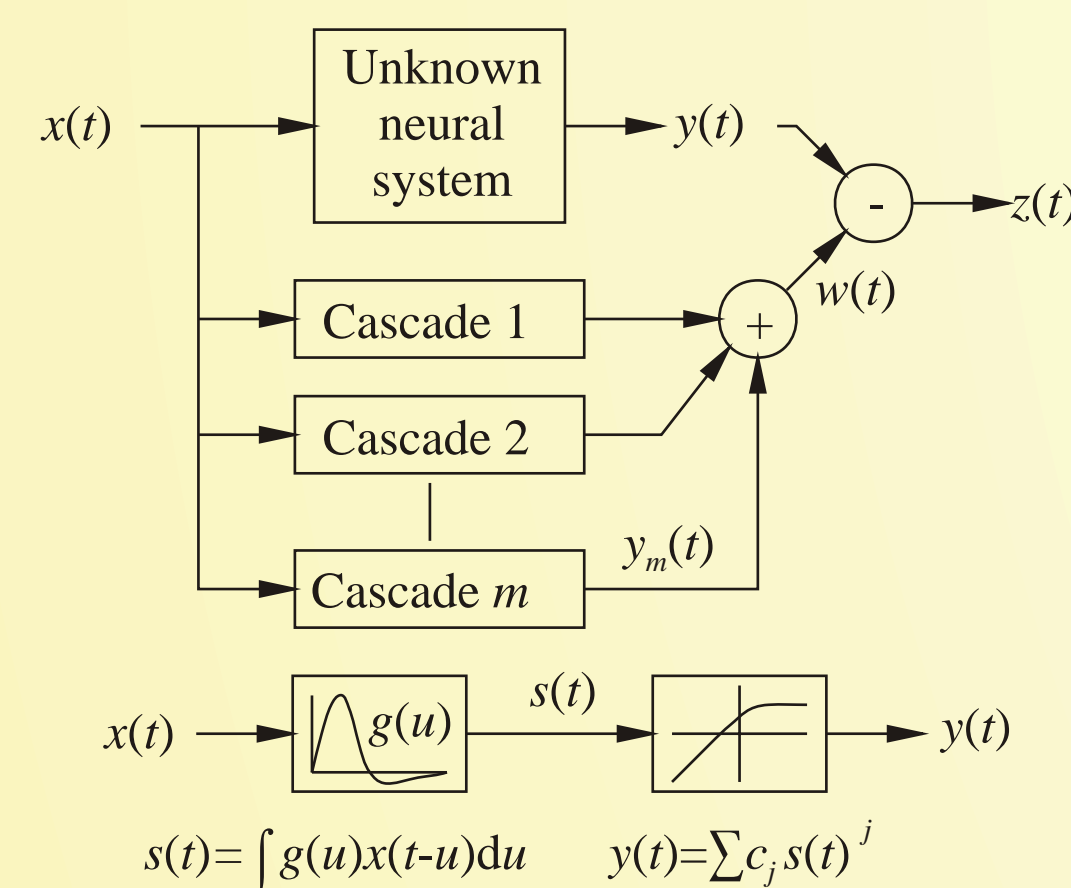 Unknown
neural
system
x(t)
y(t)
-
z(t)
w(t)
Cascade 1
+
Cascade 2
y_m(t)
Cascade m
x(t)
g(u)
s(t)
y(t)
s(t)= ∫ g(u)x(t-u)du
y(t)=∑c_j s(t)^j